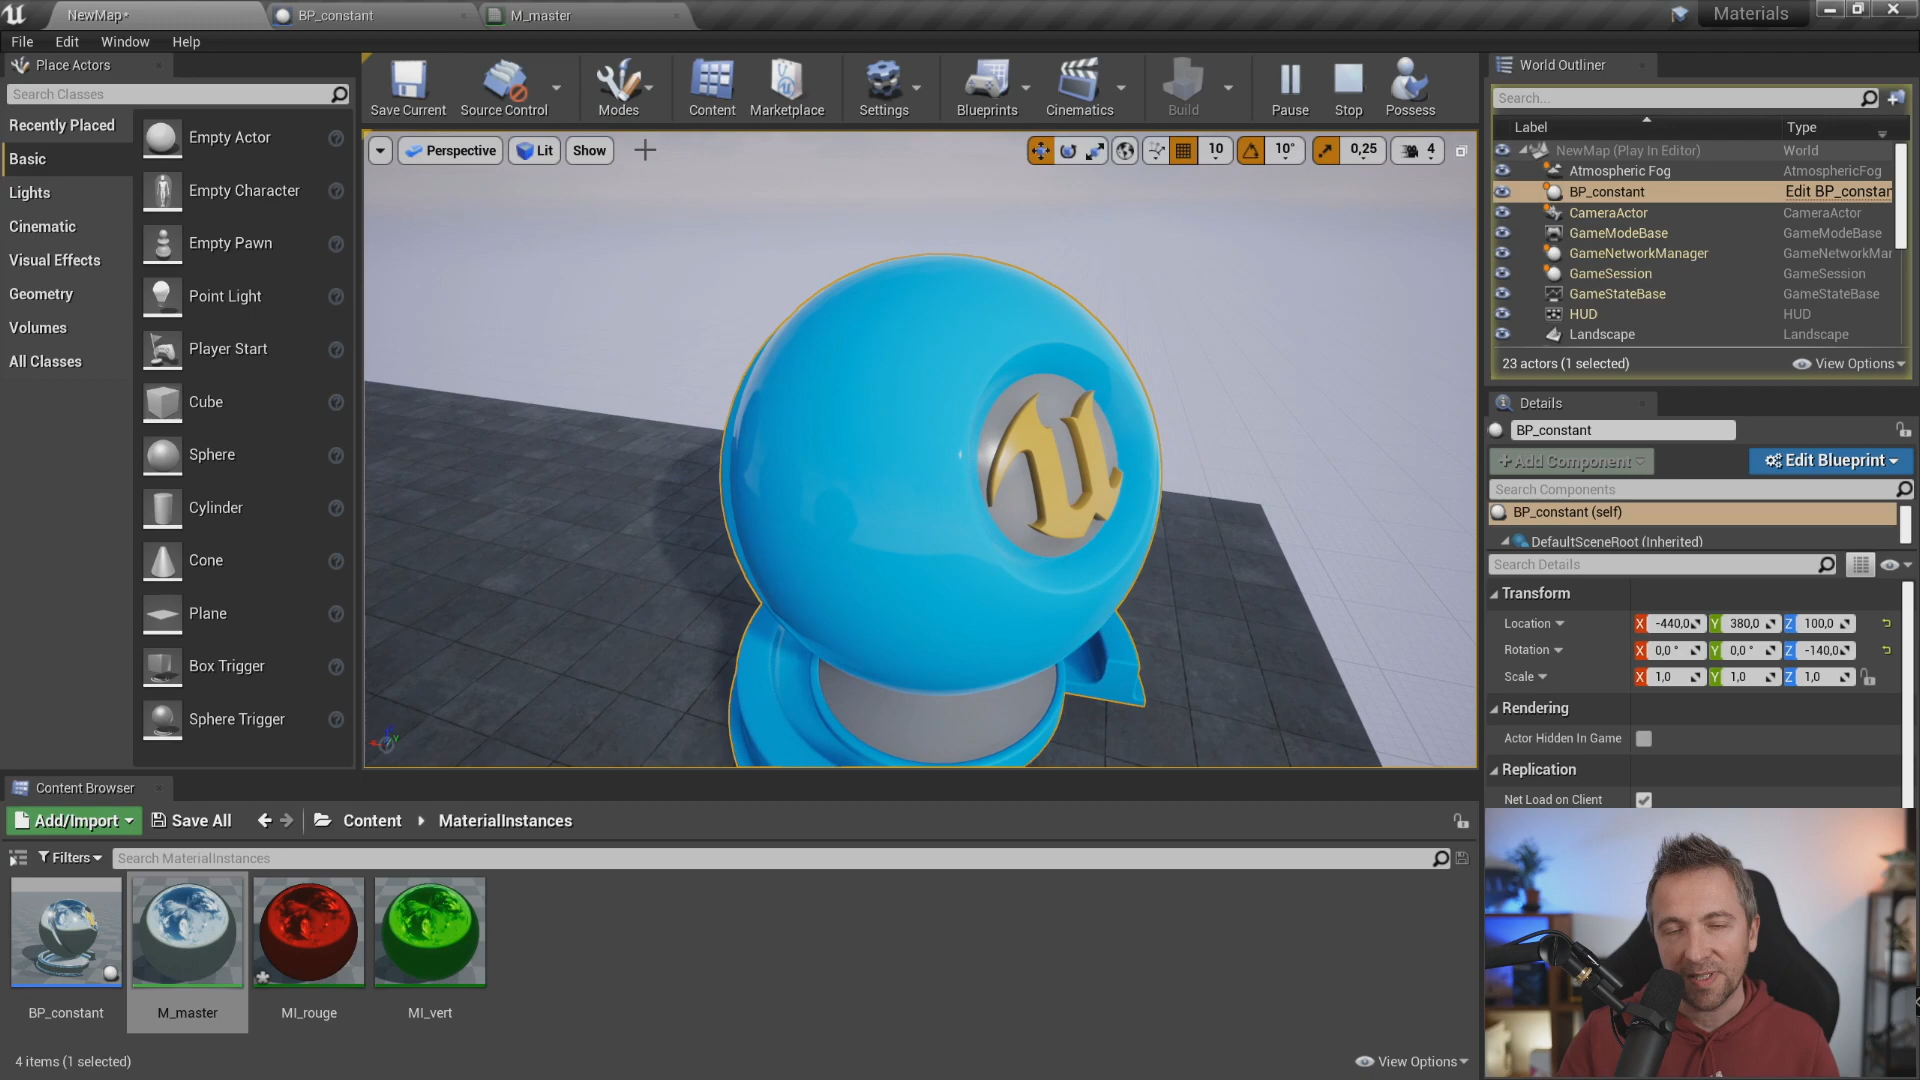 NewMap*
BP_constant
M_master
Materials
File Edit Window Help
Place Actors
Search Classes
Recently Placed
Basic
Lights
Cinematic
Visual Effects
Geometry
Volumes
All Classes
Empty Actor
Empty Character
Empty Pawn
Point Light
Player Start
Cube
Sphere
Cylinder
Cone
Plane
Box Trigger
Sphere Trigger
Save Current
Source Control
Modes
Content
Marketplace
Settings
Blueprints
Cinematics
Build
Pause
Stop
Possess
Perspective
Lit
Show
10
10°
0,25
4
World Outliner
Search...
Label Type
NewMap (Play In Editor) World
Atmospheric Fog AtmosphericFog
BP_constant Edit BP_constan
CameraActor CameraActor
GameModeBase GameModeBase
GameNetworkManager GameNetworkMar
GameSession GameSession
GameStateBase GameStateBase
HUD HUD
Landscape Landscape
23 actors (1 selected) View Options
Details
BP_constant
+ Add Component
Edit Blueprint
Search Components
BP_constant (self)
DefaultSceneRoot (Inherited)
Search Details
Transform
Location X -440,0 Y 380,0 Z 100,0
Rotation X 0,0 ° Y 0,0 ° Z -140,0
Scale X 1,0 Y 1,0 Z 1,0
Rendering
Actor Hidden In Game
Replication
Net Load on Client
Content Browser
Add/Import
Save All
Content
MaterialInstances
Filters
Search MaterialInstances
BP_constant
M_master
MI_rouge
MI_vert
4 items (1 selected)
View Options